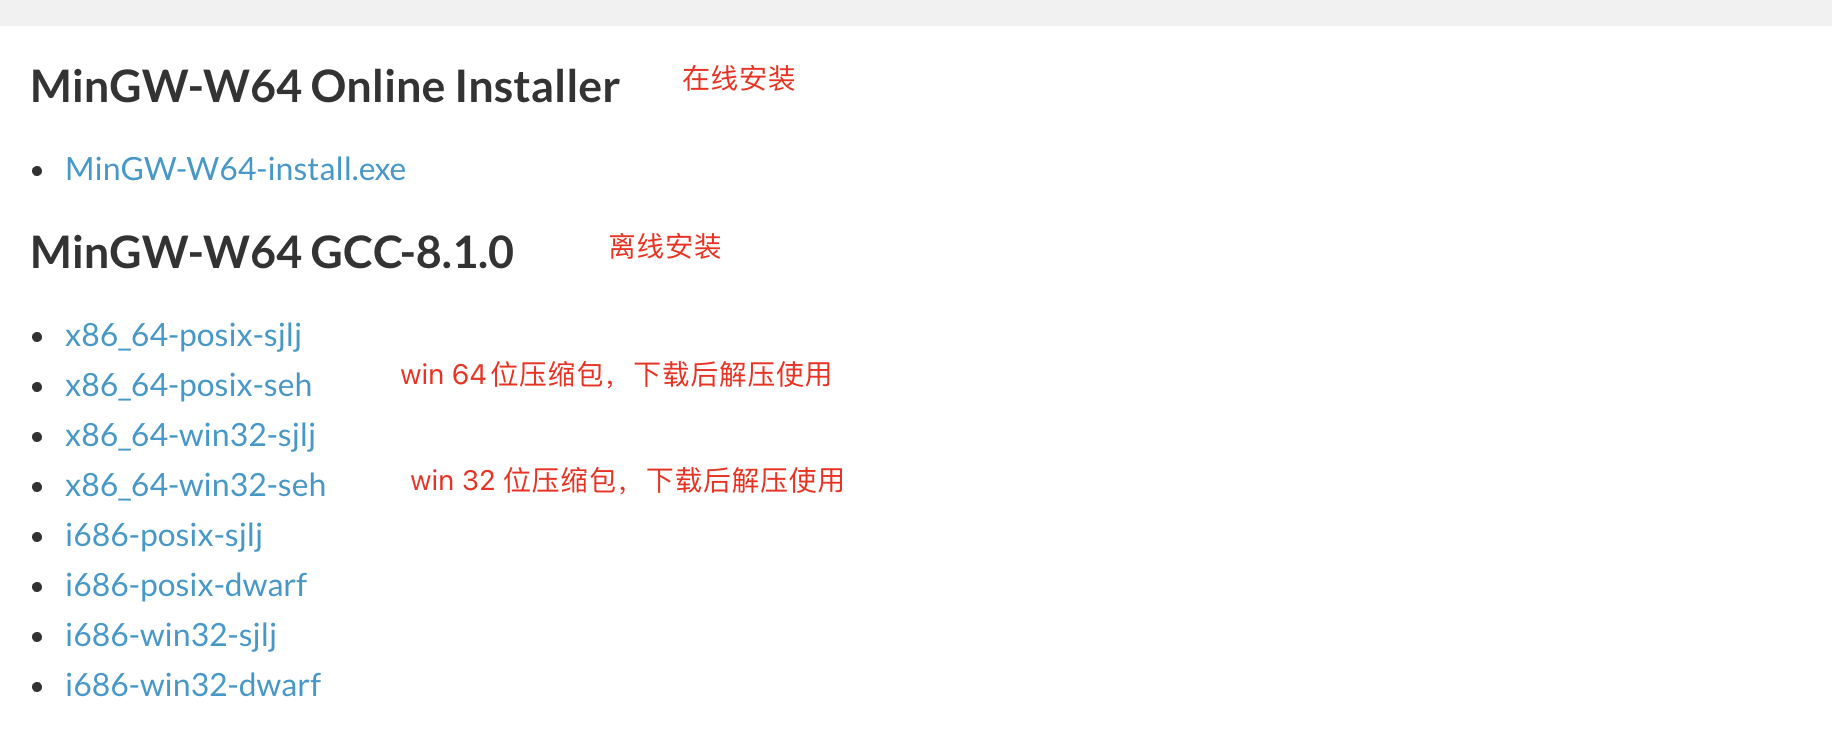 MinGW-W64 Online Installer 在线安装
MinGW-W64-install.exe
MinGW-W64 GCC-8.1.0 离线安装
x86_64-posix-sjlj
win 64位压缩包，下载后解压使用
x86_64-posix-seh
x86_64-win32-sjlj
x86_64-win32-seh win 32 位压缩包，下载后解压使用
i686-posix-sjlj
i686-posix-dwarf
i686-win32-sjlj
i686-win32-dwarf